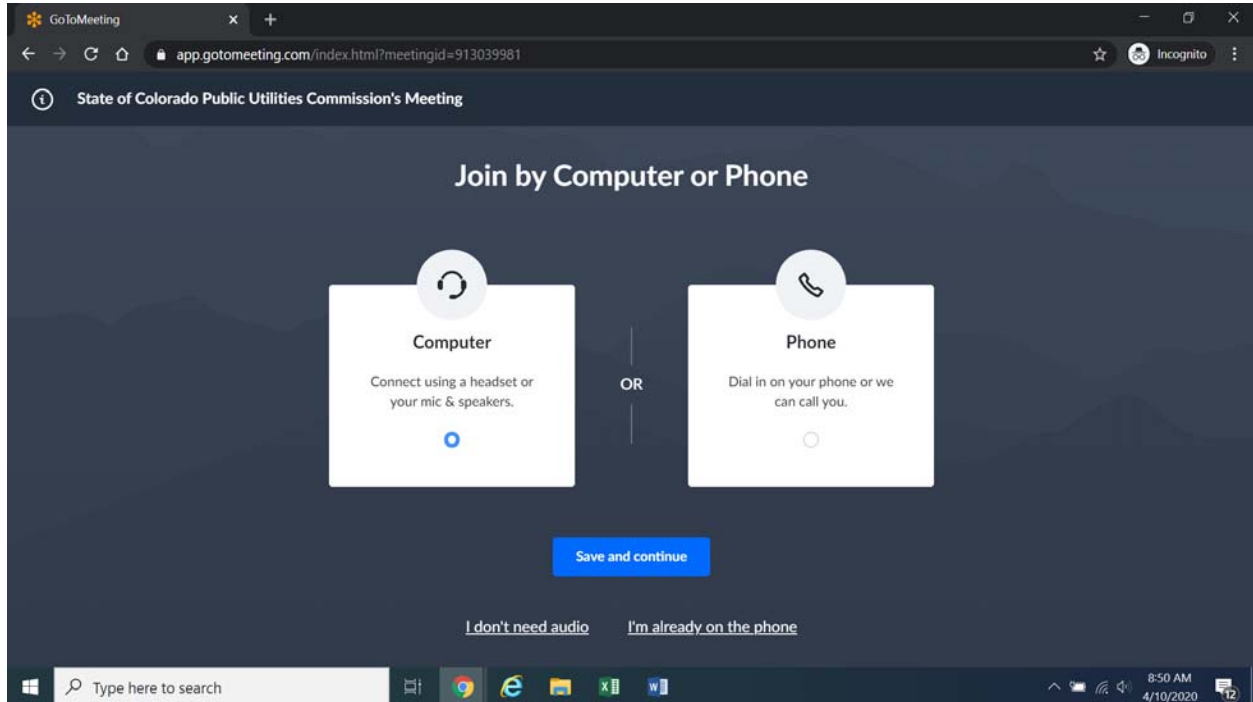 GoToMeeting
app.gotomeeting.com/index.html?meetingid=913039981
Incognito
State of Colorado Public Utilities Commission's Meeting
Join by Computer or Phone
Computer
Connect using a headset or
your mic & speakers.
OR
Phone
Dial in on your phone or we
can call you.
Save and continue
I don't need audio I'm already on the phone
Type here to search
8:50 AM
4/10/2020
12